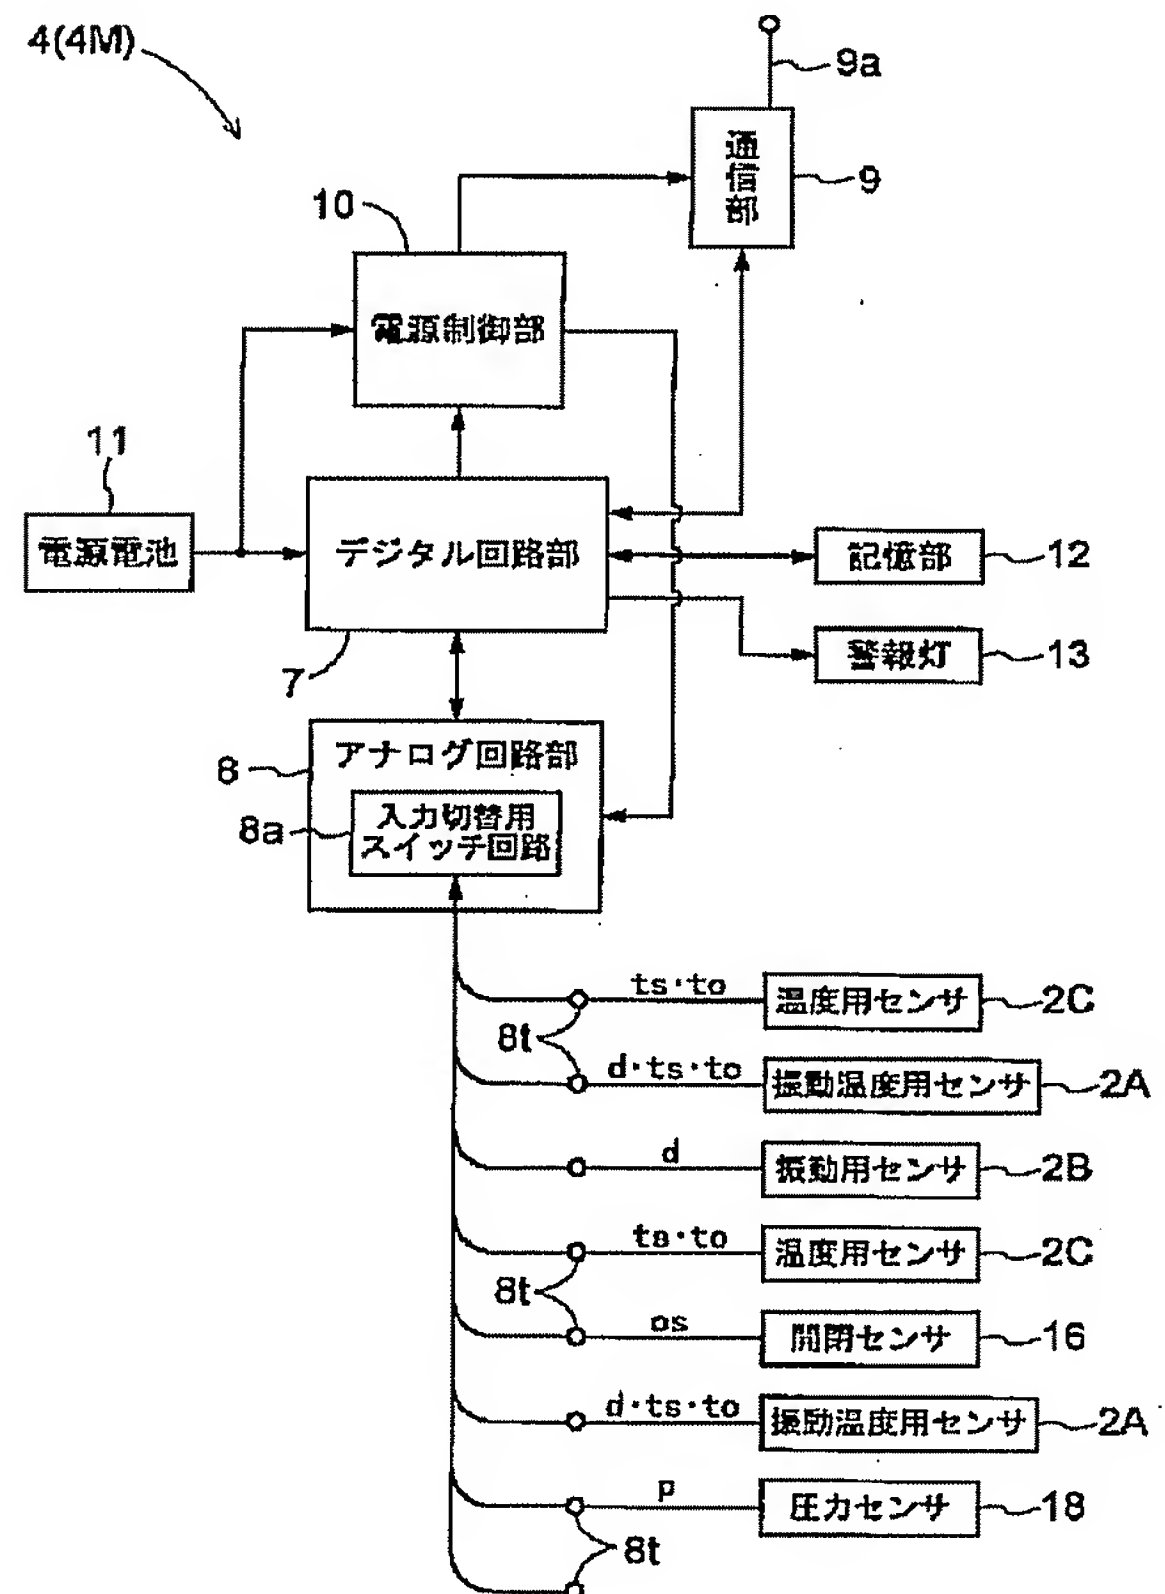 4(4M)
9a
通信部
9
10
電源制御部
11
電源電池
デジタル回路部
記憶部
12
警報灯
13
7
アナログ回路部
8
入力切替用
スイッチ回路
8a
ts·to
温度用センサ
2C
8t
d·ts·to
振動温度用センサ
2A
d
振動用センサ
2B
ts·to
温度用センサ
2C
8t
os
開閉センサ
16
d·ts·to
振動温度用センサ
2A
p
圧力センサ
18
8t